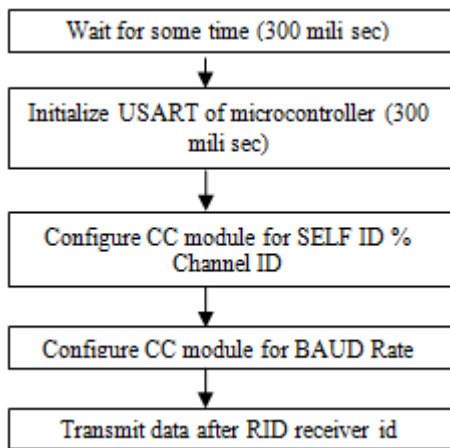 Wait for some time (300 mili sec)
Initialize USART of microcontroller (300
mili sec)
Configure CC module for SELF ID %
Channel ID
Configure CC module for BAUD Rate
Transmit data after RID receiver id